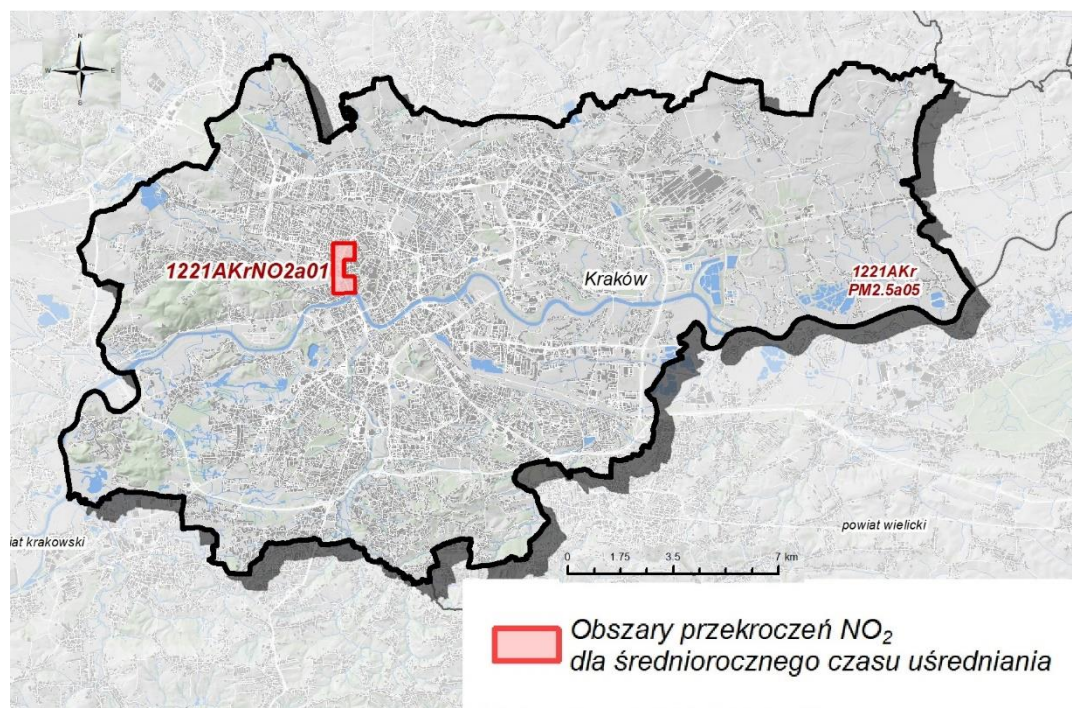 N
W E
S
1221AKrNO2a01
Kraków
1221AKr
PM2.5a05
powiat wielicki
iat krakowski
0 1.75 3.5 7 km
Obszary przekroczeń NO₂
dla średniorocznego czasu uśredniania